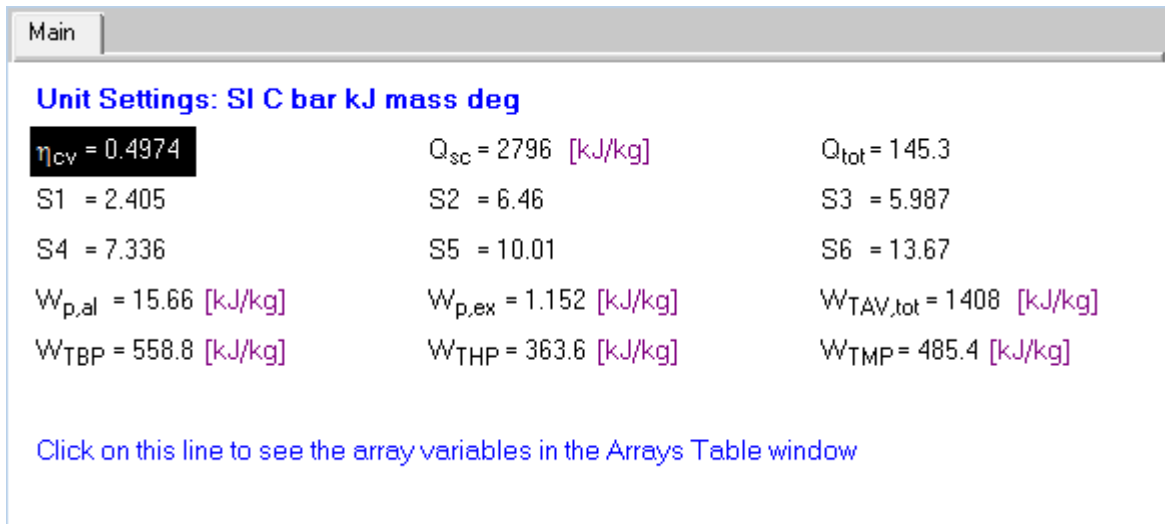 Main
Unit Settings: SI C bar kJ mass deg
ηcv = 0.4974 Qsc = 2796 [kJ/kg] Qtot = 145.3
S1 = 2.405 S2 = 6.46 S3 = 5.987
S4 = 7.336 S5 = 10.01 S6 = 13.67
Wp,al = 15.66 [kJ/kg] Wp,ex = 1.152 [kJ/kg] WTAV,tot = 1408 [kJ/kg]
WTBP = 558.8 [kJ/kg] WTHP = 363.6 [kJ/kg] WTMP = 485.4 [kJ/kg]
Click on this line to see the array variables in the Arrays Table window